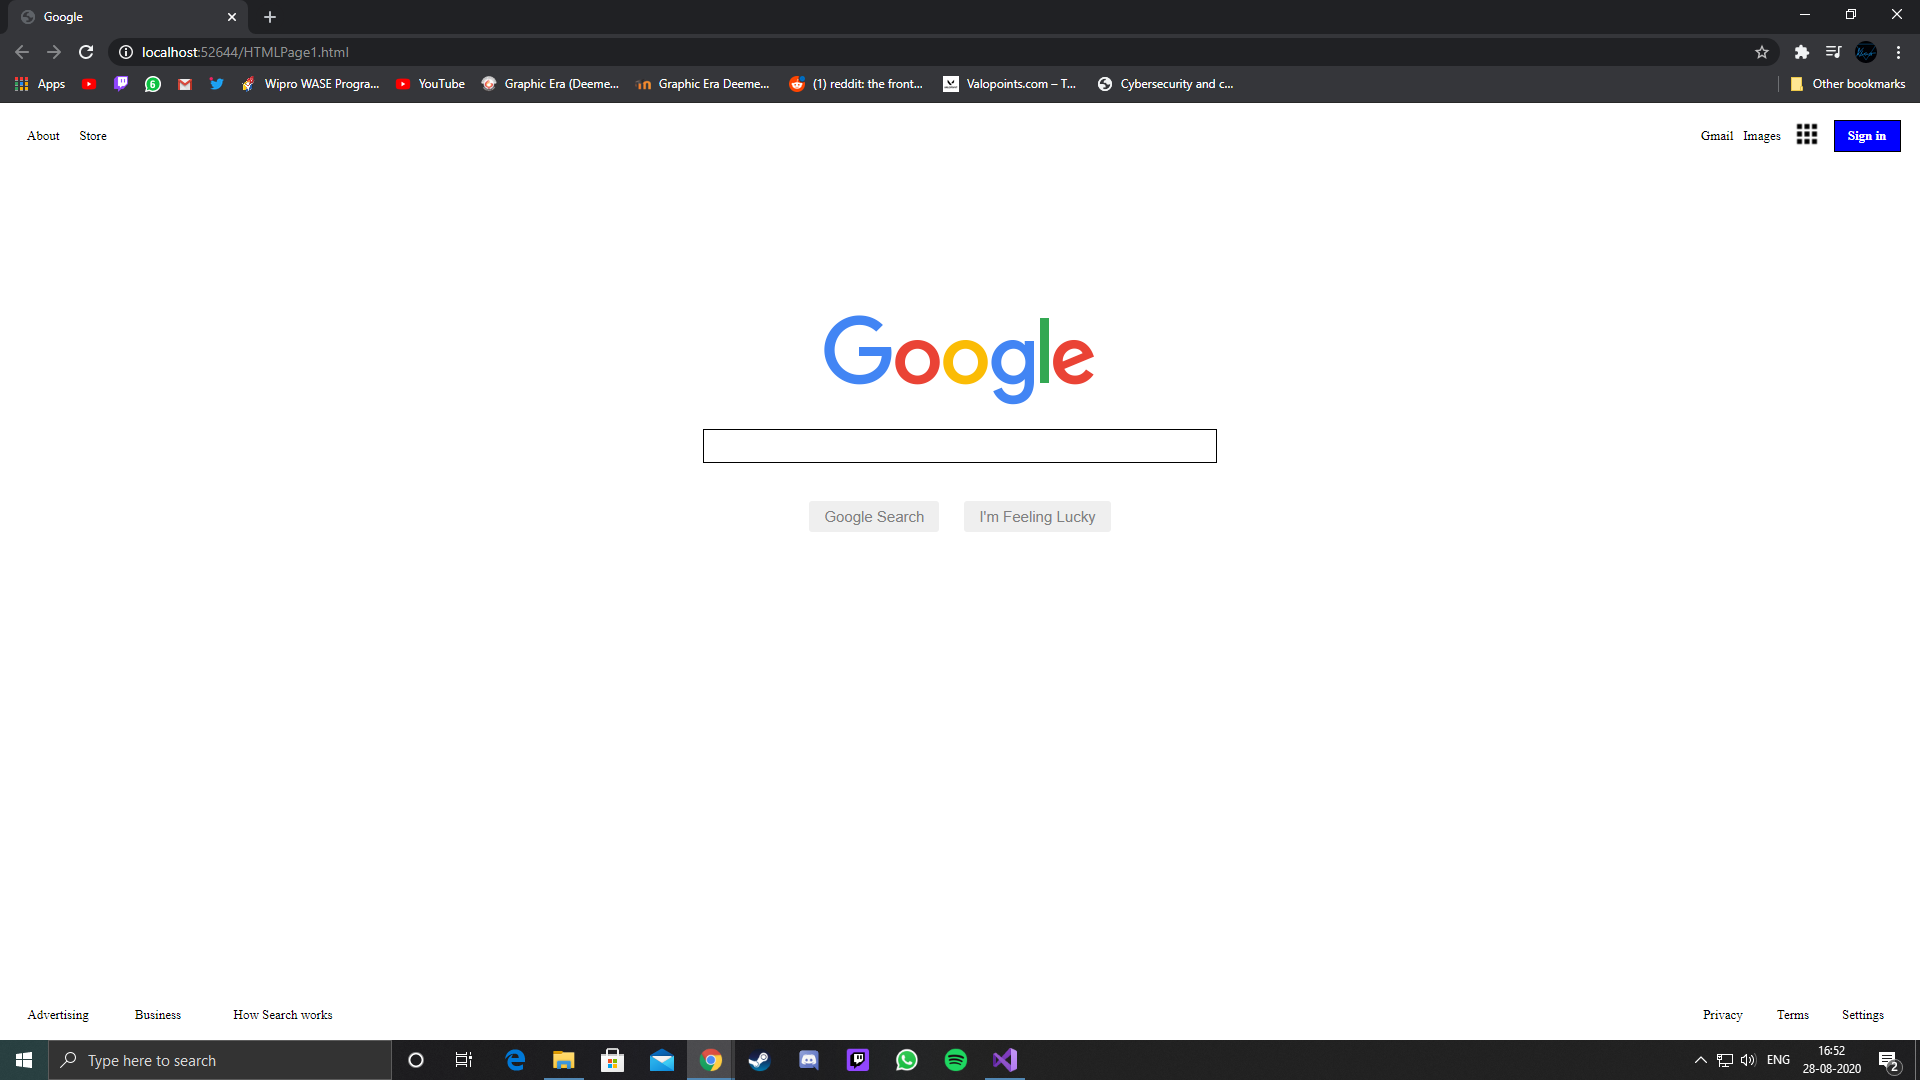 Google
localhost:52644/HTMLPage1.html
Apps 6 Wipro WASE Progra... YouTube Graphic Era (Deeme... Graphic Era Deeme... (1) reddit: the front... Valopoints.com – T... Cybersecurity and c... Other bookmarks
About Store Gmail Images Sign in
Google
Google Search I'm Feeling Lucky
Advertising Business How Search works Privacy Terms Settings
Type here to search ENG 16:52
28-08-2020 2